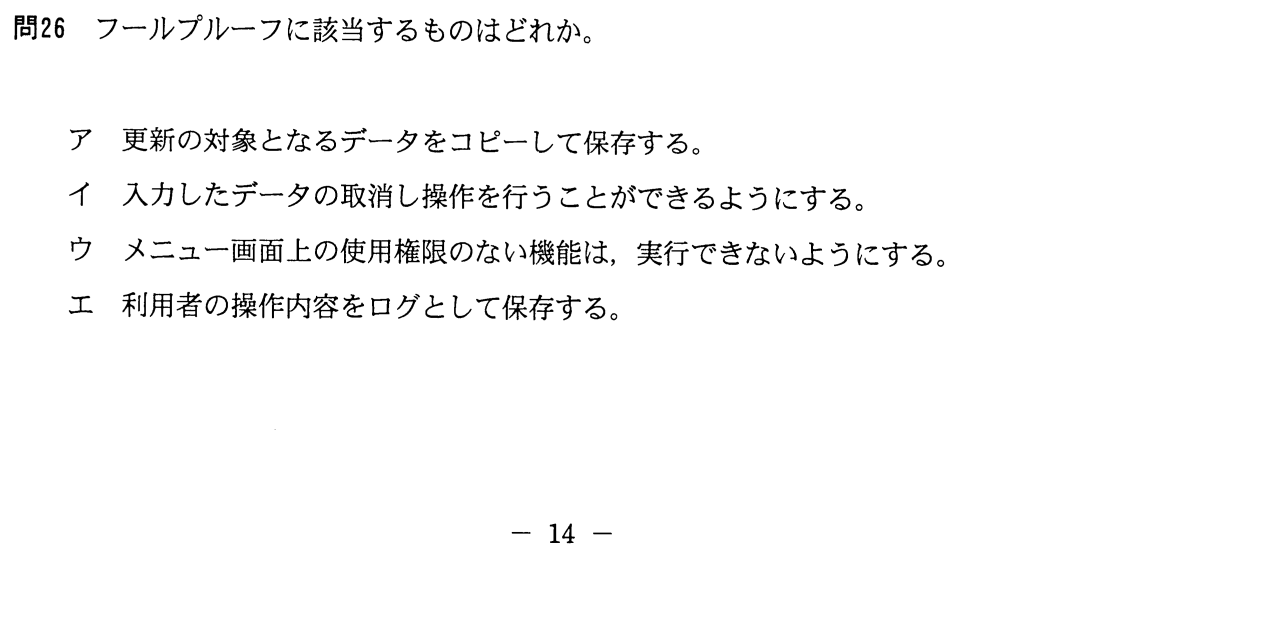 問26　フールプルーフに該当するものはどれか。
ア　更新の対象となるデータをコピーして保存する。
イ　入力したデータの取消し操作を行うことができるようにする。
ウ　メニュー画面上の使用権限のない機能は，実行できないようにする。
エ　利用者の操作内容をログとして保存する。
－ 14 －